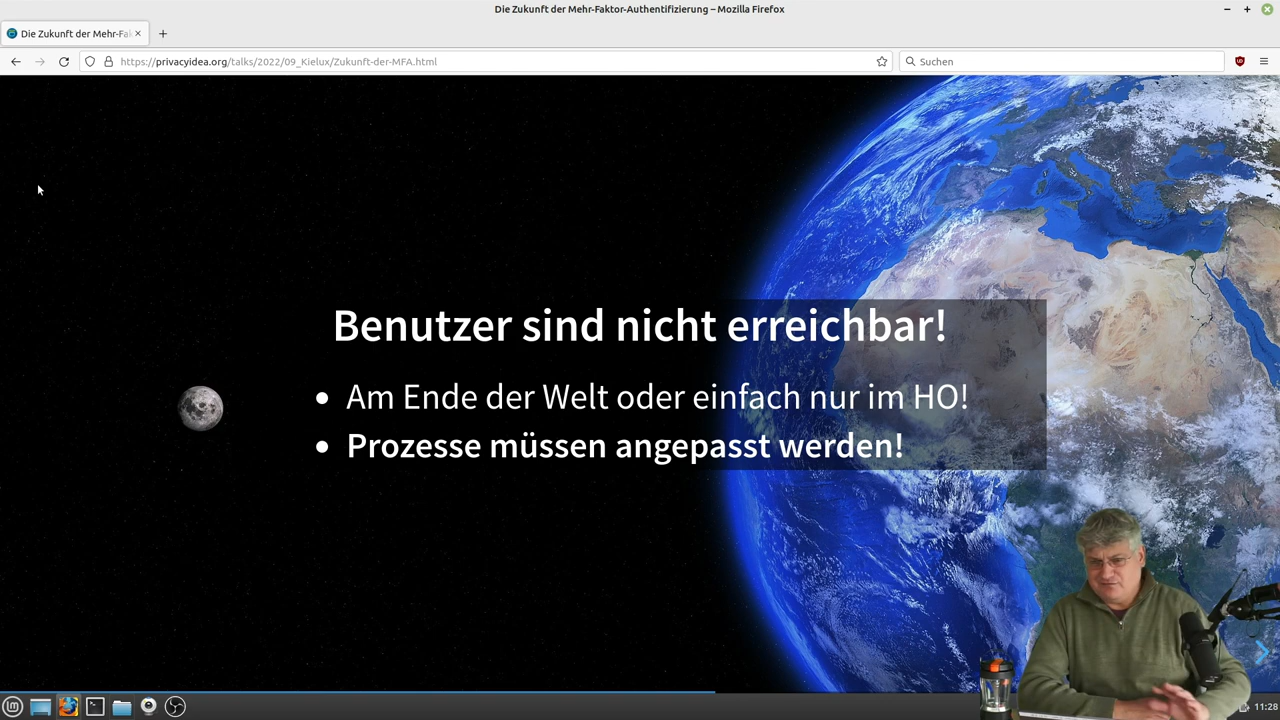 Die Zukunft der Mehr-Faktor-Authentifizierung – Mozilla Firefox
Die Zukunft der Mehr-Fak
https://privacyidea.org/talks/2022/09_Kielux/Zukunft-der-MFA.html
Suchen
Benutzer sind nicht erreichbar!
• Am Ende der Welt oder einfach nur im HO!
• Prozesse müssen angepasst werden!
11:28